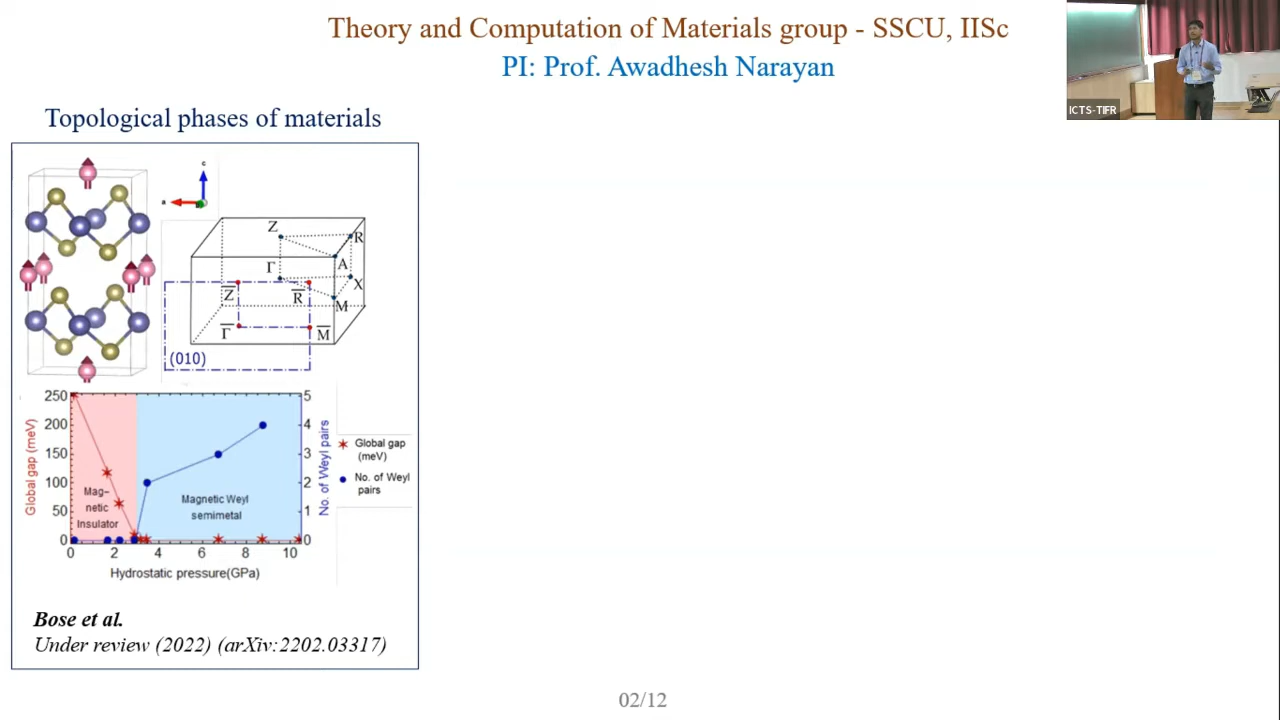 Theory and Computation of Materials group - SSCU, IISc
PI: Prof. Awadhesh Narayan
ICTS-TIFR
Topological phases of materials
c
a
Z
R
Γ
A
X
Z̅
R̅
M
Γ̅
M̅
(010)
250
200
150
100
50
0
Global gap (meV)
5
4
3
2
1
0
No. of Weyl pairs
Mag-
netic
Insulator
Magnetic Weyl
semimetal
Global gap
(meV)
No. of Weyl
pairs
0 2 4 6 8 10
Hydrostatic pressure(GPa)
Bose et al.
Under review (2022) (arXiv:2202.03317)
02/12